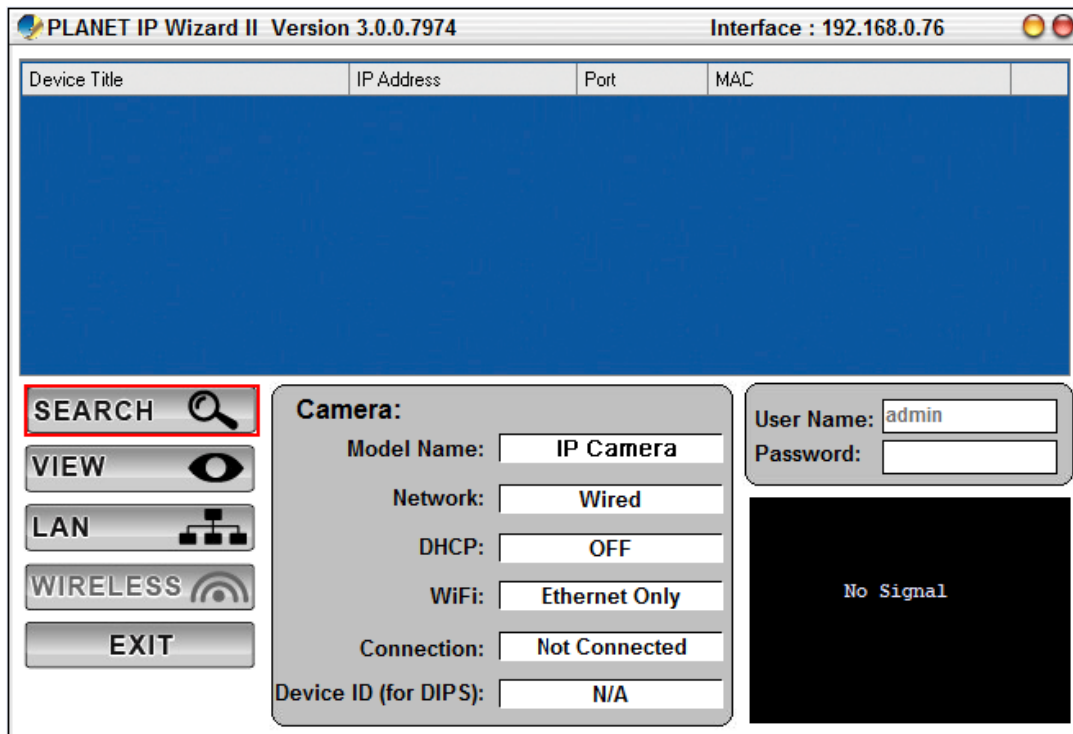 PLANET IP Wizard II Version 3.0.0.7974 Interface : 192.168.0.76
Device Title IP Address Port MAC
SEARCH
VIEW
LAN
WIRELESS
EXIT
Camera:
Model Name: IP Camera
Network: Wired
DHCP: OFF
WiFi: Ethernet Only
Connection: Not Connected
Device ID (for DIPS): N/A
User Name: admin
Password:
No Signal